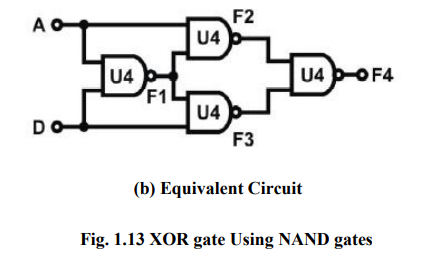 F2
A
U4
U4
F1
U4
F4
U4
D
F3
(b) Equivalent Circuit
Fig. 1.13 XOR gate Using NAND gates